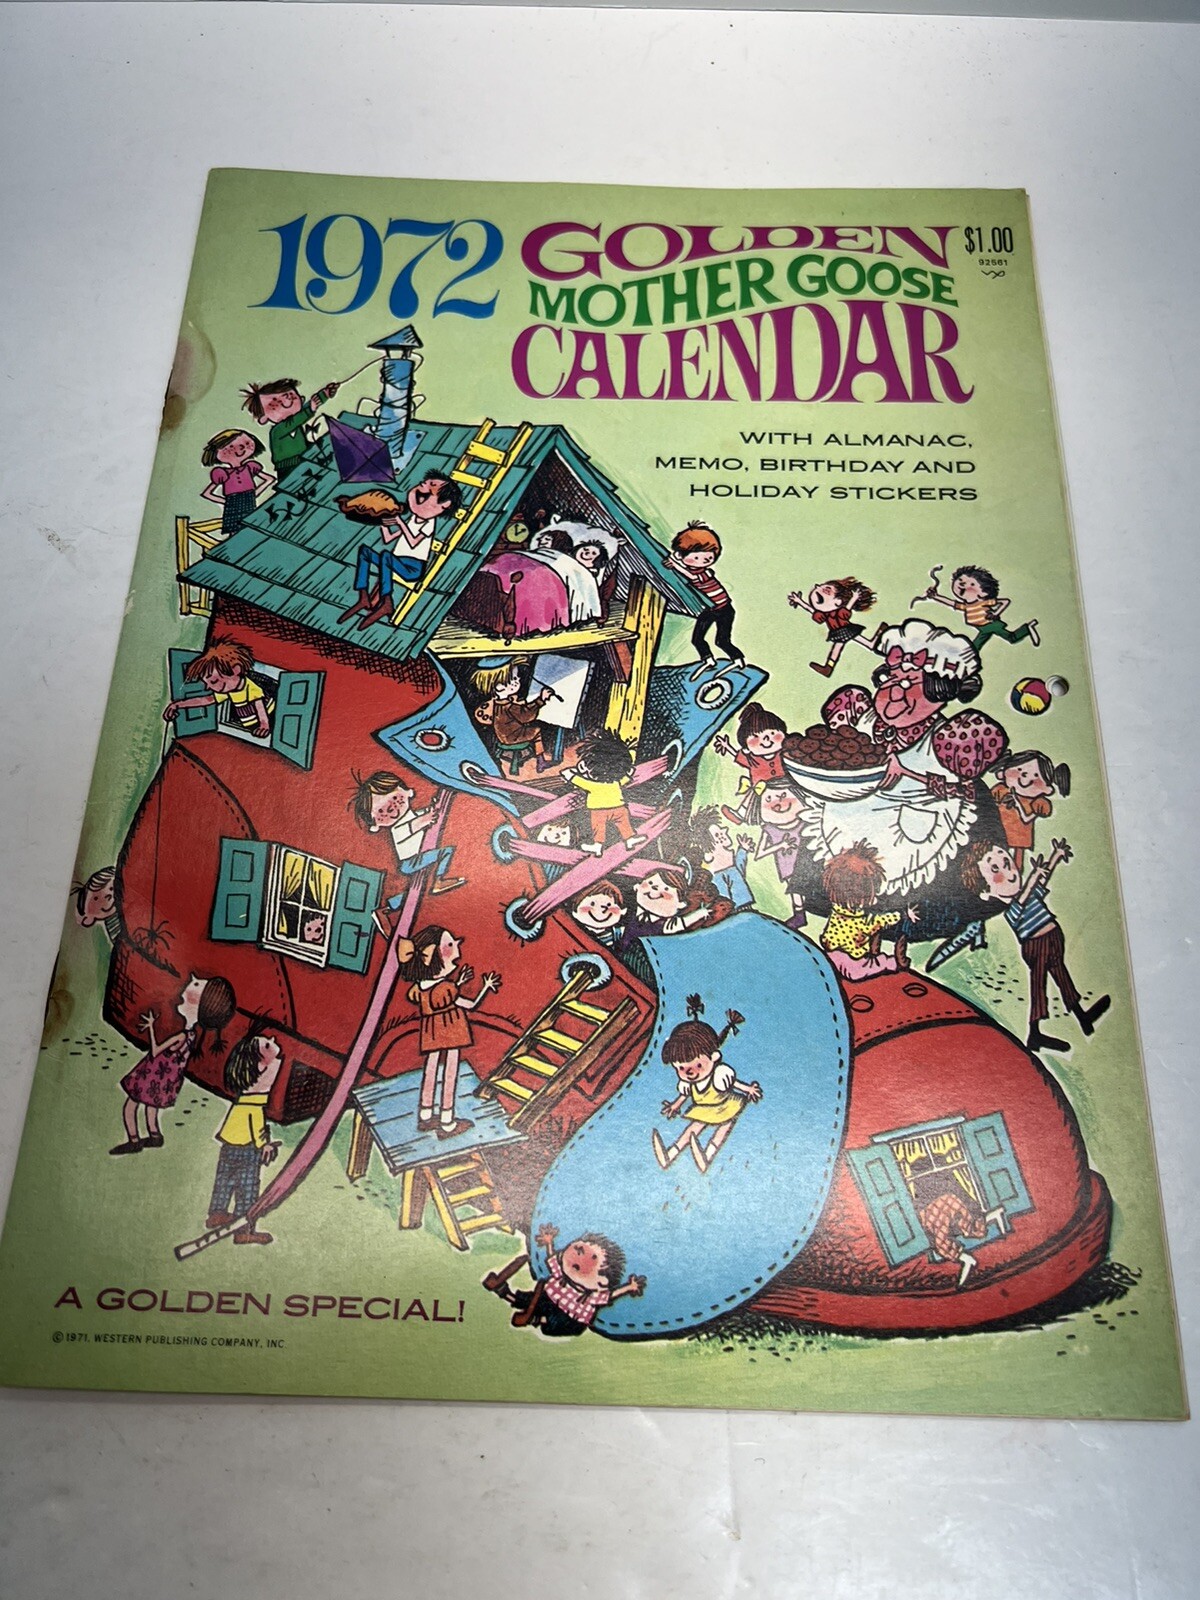 1972 GOLDEN $1.00
92561
MOTHER GOOSE
CALENDAR
WITH ALMANAC,
MEMO, BIRTHDAY AND
HOLIDAY STICKERS
A GOLDEN SPECIAL!
© 1971, WESTERN PUBLISHING COMPANY, INC.